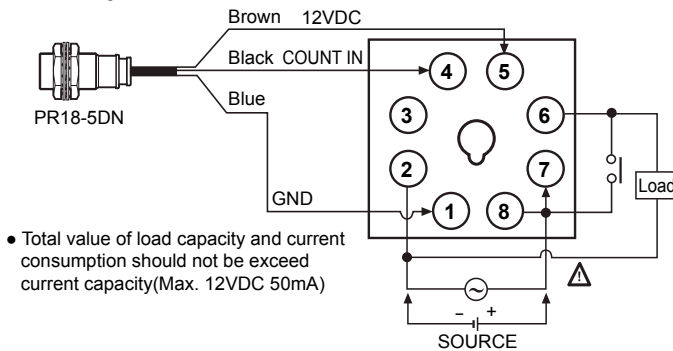 Brown 12VDC
Black COUNT IN
Blue
PR18-5DN
GND
4 5
3 6
2 7
1 8
Load
● Total value of load capacity and current
consumption should not be exceed
current capacity(Max. 12VDC 50mA)
− +
SOURCE